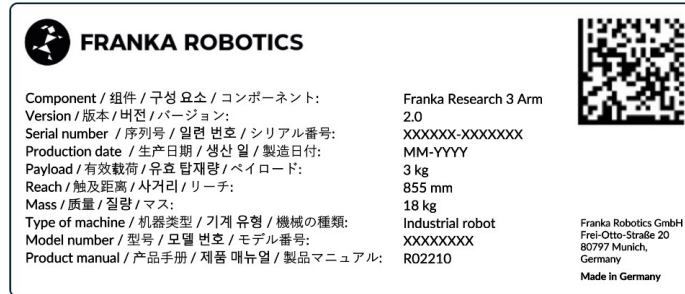 FRANKA ROBOTICS
Component / 组件 / 구성 요소 / コンポーネント: Franka Research 3 Arm
Version / 版本 / 버전 / バージョン: 2.0
Serial number / 序列号 / 일련 번호 / シリアル番号: XXXXXX-XXXXXXX
Production date / 生产日期 / 생산 일 / 製造日付: MM-YYYY
Payload / 有效载荷 / 유효 탑재량 / ペイロード: 3 kg
Reach / 触及距离 / 사거리 / リーチ: 855 mm
Mass / 质量 / 질량 / マス: 18 kg
Type of machine / 机器类型 / 기계 유형 / 機械の種類: Industrial robot
Model number / 型号 / 모델 번호 / モデル番号: XXXXXXXX
Product manual / 产品手册 / 제품 매뉴얼 / 製品マニュアル: R02210
Franka Robotics GmbH
Frei-Otto-Straße 20
80797 Munich,
Germany
Made in Germany